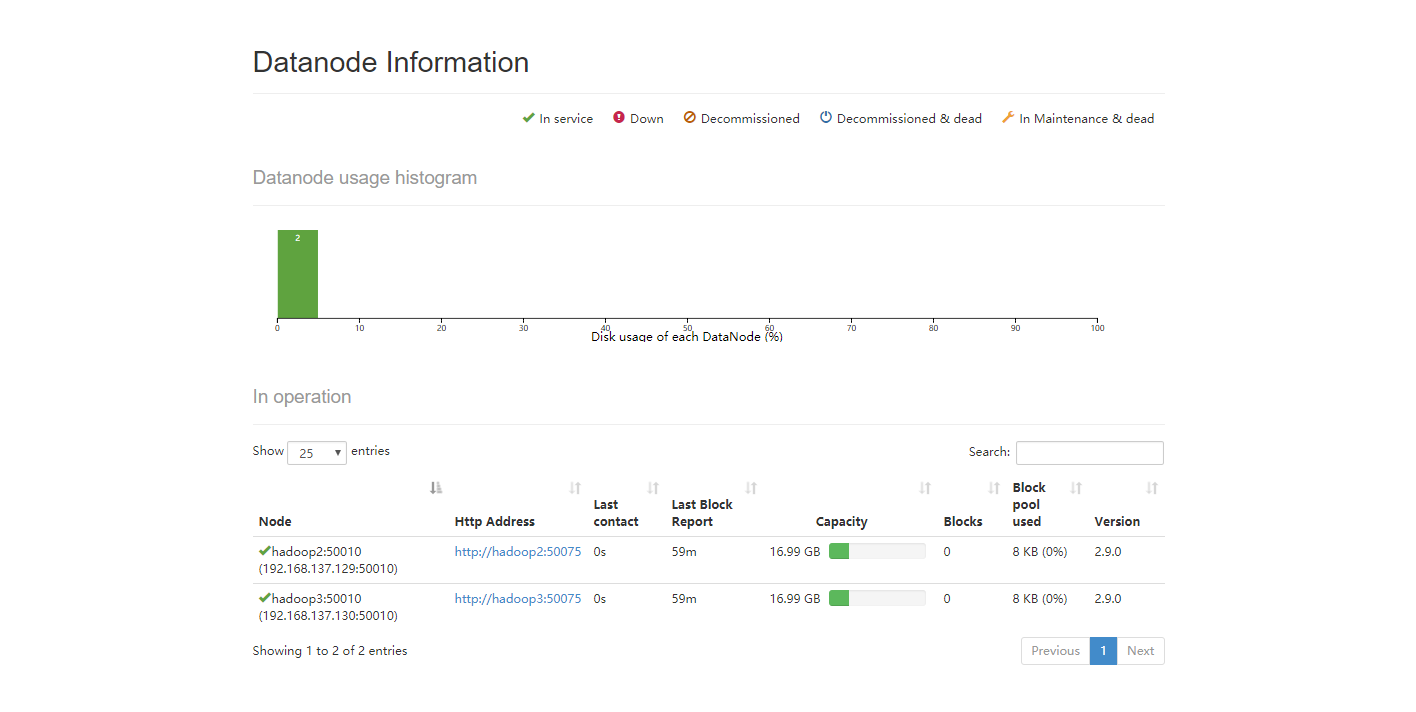 Datanode Information
In service Down Decommissioned Decommissioned & dead In Maintenance & dead
Datanode usage histogram
2
0 10 20 30 40 50 60 70 80 90 100
Disk usage of each DataNode (%)
In operation
Show 25 entries Search:
Node Http Address Last contact Last Block Report Capacity Blocks Block pool used Version
hadoop2:50010 (192.168.137.129:50010) http://hadoop2:50075 0s 59m 16.99 GB 0 8 KB (0%) 2.9.0
hadoop3:50010 (192.168.137.130:50010) http://hadoop3:50075 0s 59m 16.99 GB 0 8 KB (0%) 2.9.0
Showing 1 to 2 of 2 entries Previous 1 Next